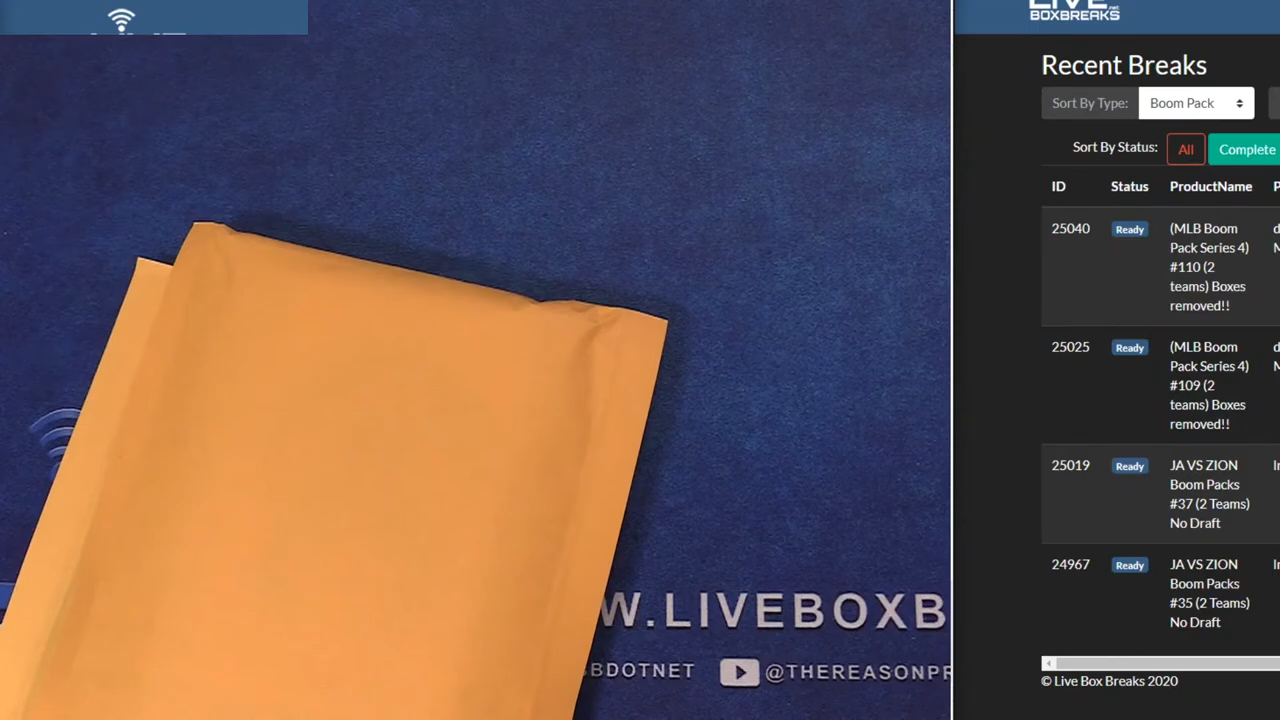 LIVE.net
BOXBREAKS
Recent Breaks
Sort By Type:
Boom Pack
Sort By Status:
All
Complete
ID
Status
ProductName
25040
Ready
(MLB Boom
Pack Series 4)
#110 (2
teams) Boxes
removed!!
25025
Ready
(MLB Boom
Pack Series 4)
#109 (2
teams) Boxes
removed!!
25019
Ready
JA VS ZION
Boom Packs
#37 (2 Teams)
No Draft
24967
Ready
JA VS ZION
Boom Packs
#35 (2 Teams)
No Draft
© Live Box Breaks 2020
W.LIVEBOXB
BDOTNET
@THEREASONPR